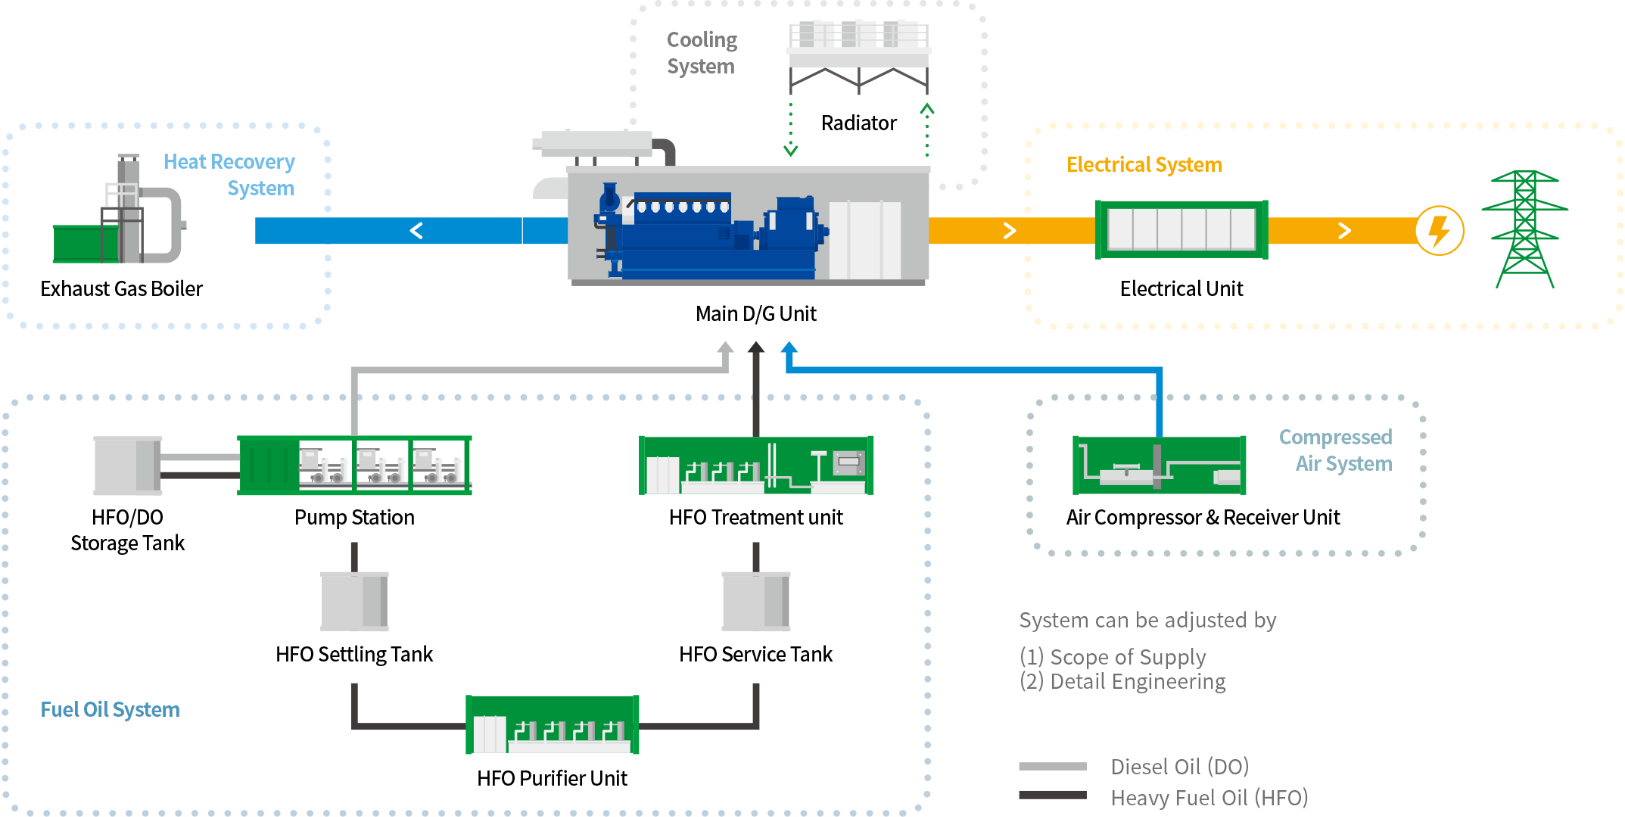 Cooling
System
Radiator
Heat Recovery
System
Exhaust Gas Boiler
Main D/G Unit
Electrical System
Electrical Unit
HFO/DO
Storage Tank
Pump Station
HFO Treatment unit
HFO Settling Tank
HFO Service Tank
Fuel Oil System
HFO Purifier Unit
Compressed
Air System
Air Compressor & Receiver Unit
System can be adjusted by
(1) Scope of Supply
(2) Detail Engineering
Diesel Oil (DO)
Heavy Fuel Oil (HFO)